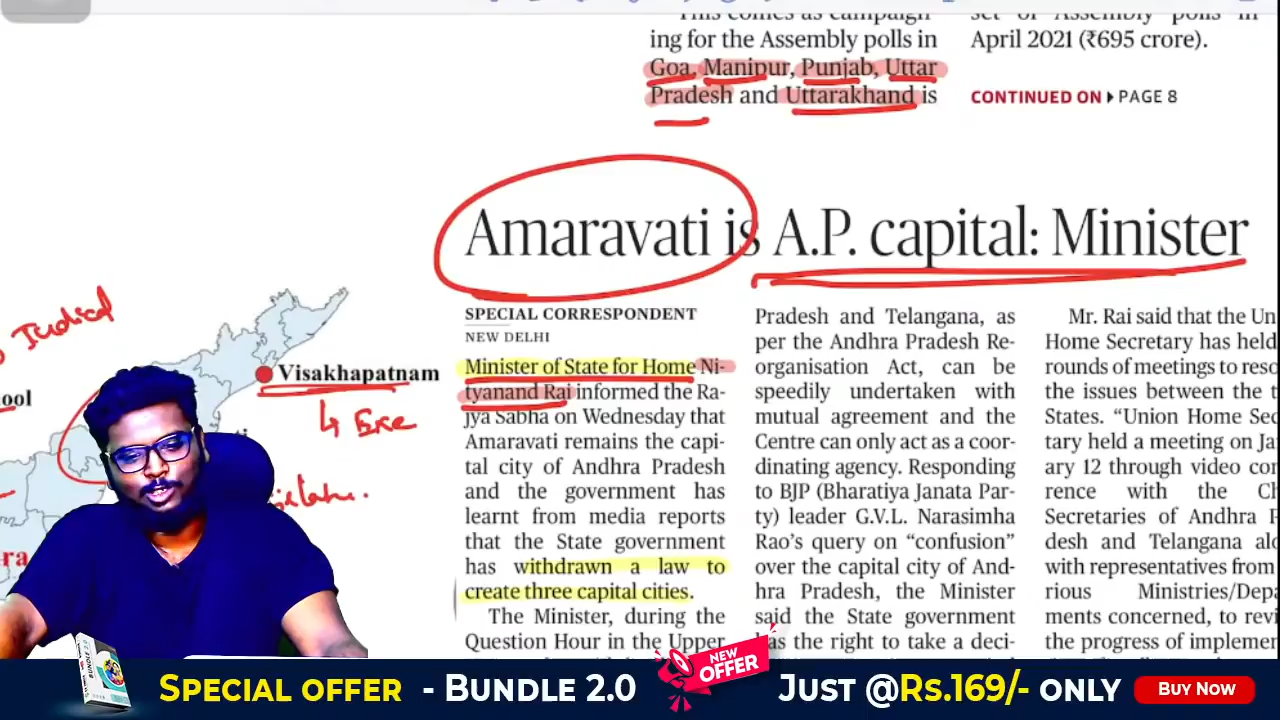 ing for the Assembly polls in
Goa, Manipur, Punjab, Uttar
Pradesh and Uttarakhand is
set of Assembly polls in
April 2021 (₹695 crore).
CONTINUED ON PAGE 8
Amaravati is A.P. capital: Minister
Visakhapatnam
↳ Exe
SPECIAL CORRESPONDENT
NEW DELHI
Minister of State for Home Ni-
tyanand Rai informed the Ra-
jya Sabha on Wednesday that
Amaravati remains the capi-
tal city of Andhra Pradesh
and the government has
learnt from media reports
that the State government
has withdrawn a law to
create three capital cities.
The Minister, during the
Question Hour in the Upper
Pradesh and Telangana, as
per the Andhra Pradesh Re-
organisation Act, can be
speedily undertaken with
mutual agreement and the
Centre can only act as a coor-
dinating agency. Responding
to BJP (Bharatiya Janata Par-
ty) leader G.V.L. Narasimha
Rao's query on “confusion”
over the capital city of And-
hra Pradesh, the Minister
said the State government
has the right to take a deci-
Mr. Rai said that the Un
Home Secretary has held
rounds of meetings to reso
the issues between the t
States. “Union Home Sec
tary held a meeting on Ja
ary 12 through video con
rence with the Ch
Secretaries of Andhra P
desh and Telangana alo
with representatives from
rious Ministries/Depa
ments concerned, to revi
the progress of implemen
SPECIAL OFFER - BUNDLE 2.0
NEW
OFFER
JUST @Rs.169/- ONLY
Buy Now